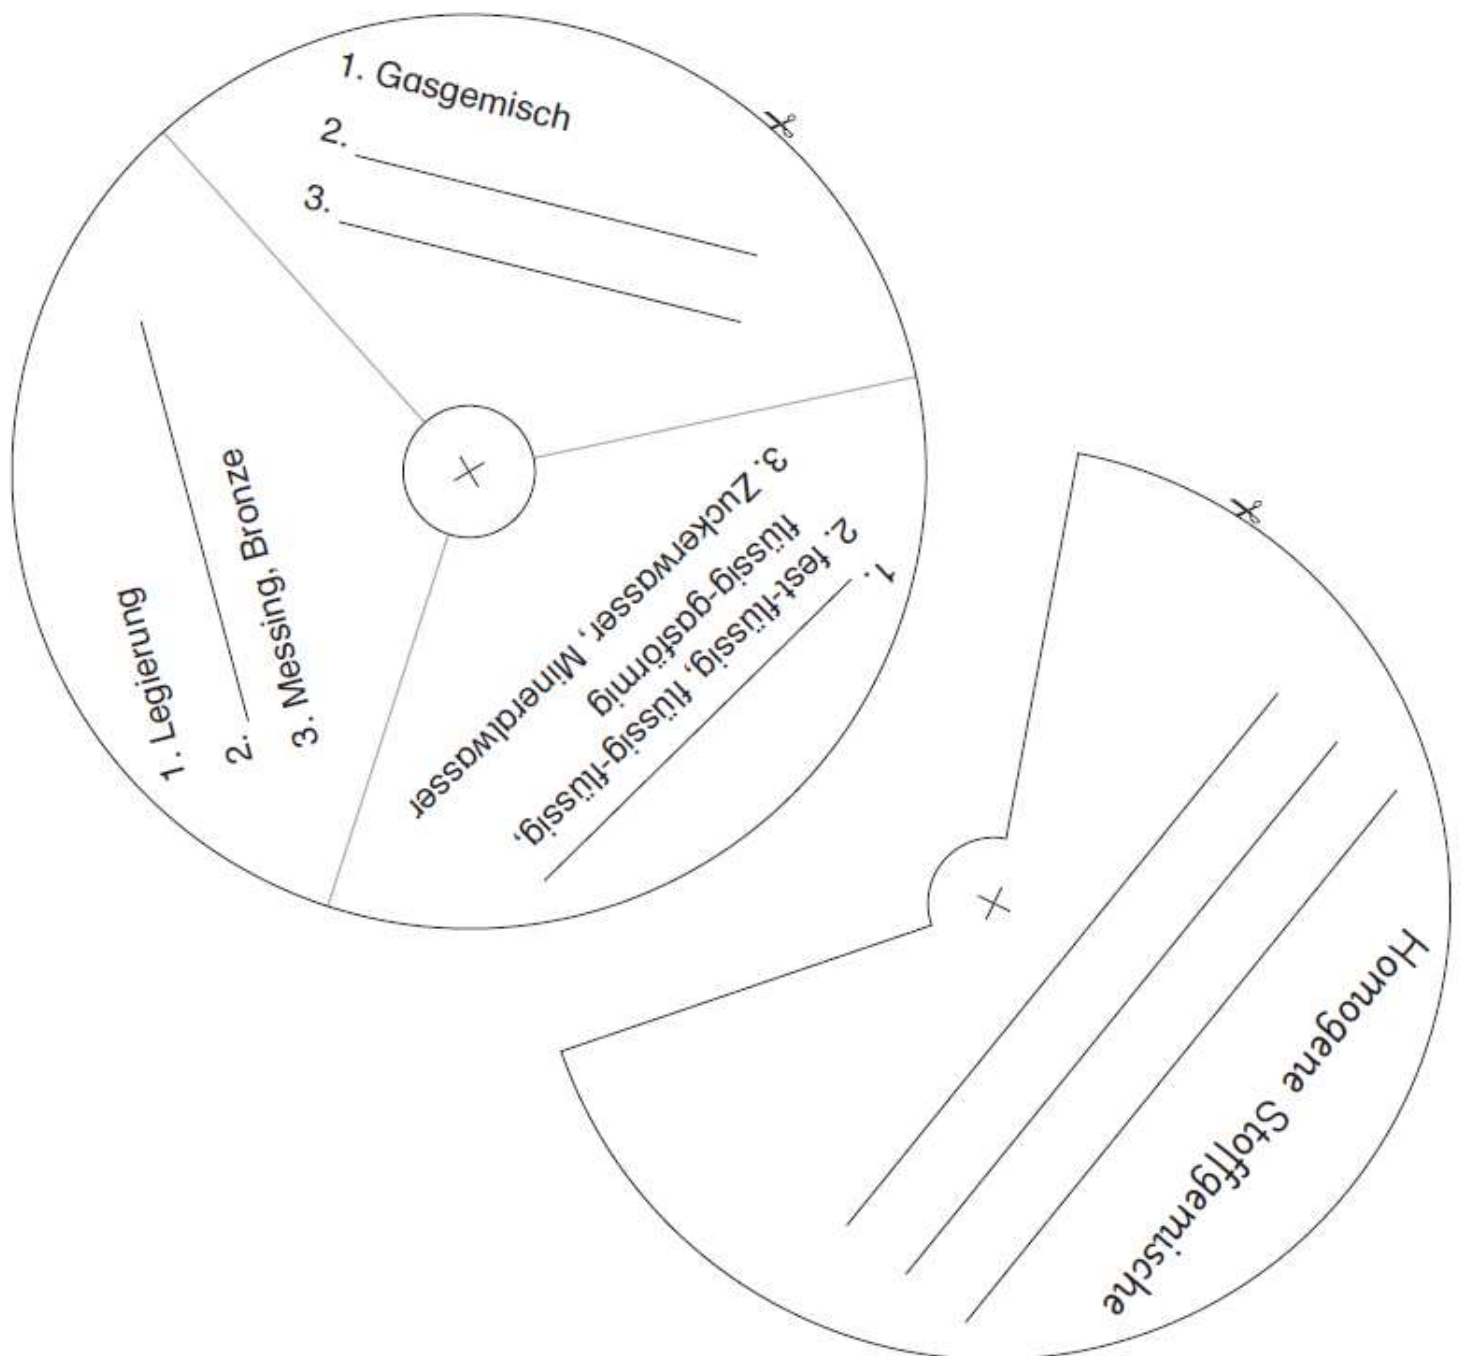 1. Gasgemisch
2.
3.
1. Legierung
2.
3. Messing, Bronze
1.
2. fest-flüssig, flüssig-flüssig,
flüssig-gasförmig
3. Zuckerwasser, Mineralwasser
Homogene Stoffgemische